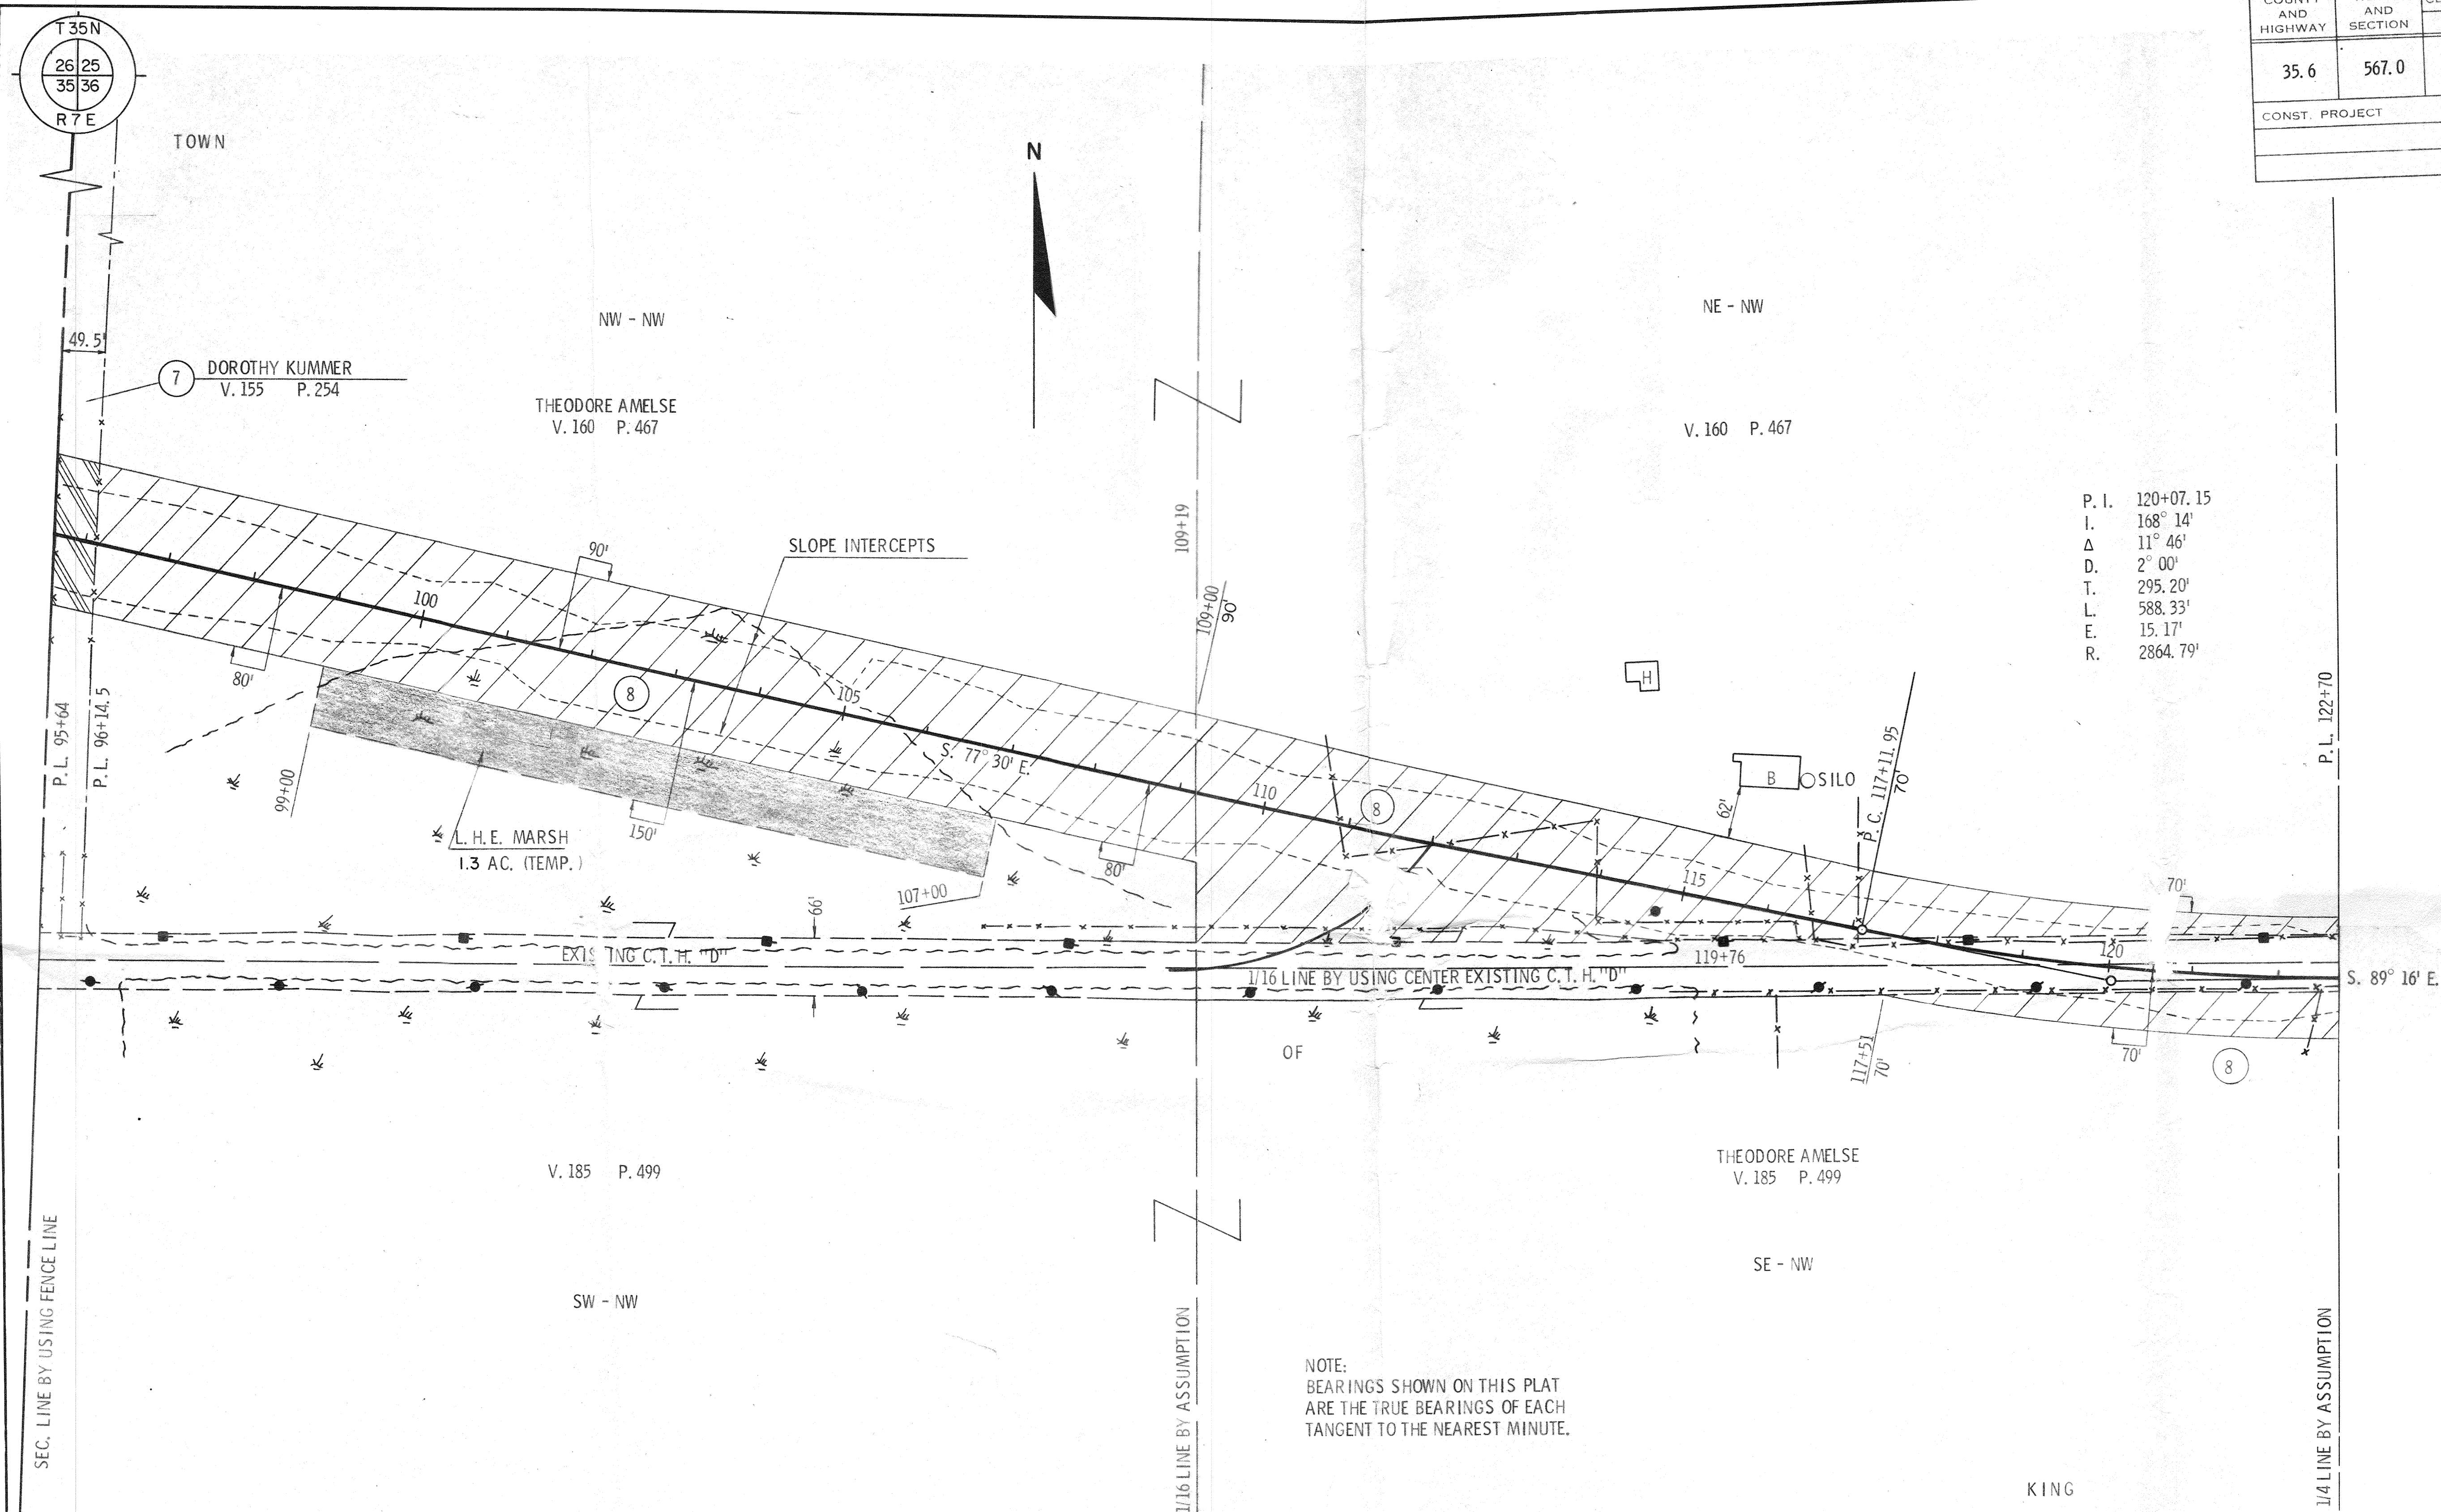 T 35 N
26 25
35 36
R 7 E
TOWN
AND
HIGHWAY
AND
SECTION
35.6
567.0
CONST. PROJECT
N
NW - NW
NE - NW
49.5'
7
DOROTHY KUMMER
V. 155 P. 254
THEODORE AMELSE
V. 160 P. 467
V. 160 P. 467
P. I. 120+07.15
I. 168° 14'
Δ 11° 46'
D. 2° 00'
T. 295.20'
L. 588.33'
E. 15.17'
R. 2864.79'
109+19
90'
SLOPE INTERCEPTS
100
109+00
90'
80'
8
105
H
P. L. 95+64
P. L. 96+14.5
P. L. 122+70
S. 77° 30' E.
99+00
110
8
B
SILO
62'
P. C. 117+11.95
70'
L. H. E. MARSH
1.3 AC. (TEMP.)
150'
80'
107+00
115
70'
66'
EXISTING C. T. H. "D"
119+76
120
1/16 LINE BY USING CENTER EXISTING C. T. H. "D"
S. 89° 16' E.
OF
117+51
70'
70'
8
V. 185 P. 499
THEODORE AMELSE
V. 185 P. 499
SE - NW
SW - NW
SEC. LINE BY USING FENCE LINE
1/16 LINE BY ASSUMPTION
1/4 LINE BY ASSUMPTION
NOTE:
BEARINGS SHOWN ON THIS PLAT
ARE THE TRUE BEARINGS OF EACH
TANGENT TO THE NEAREST MINUTE.
KING